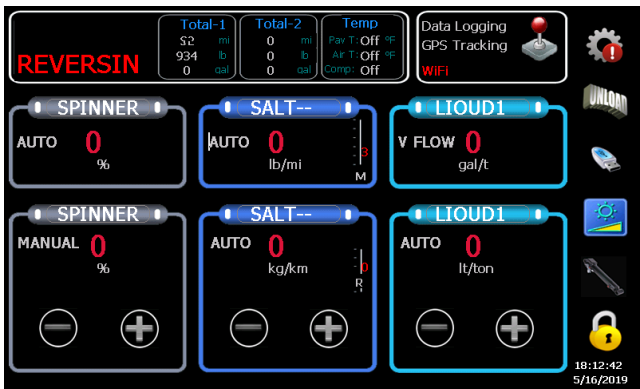 REVERSIN
Total-1
52 mi
934 lb
0 gal
Total-2
0 mi
0 lb
0 gal
Temp
Pav T: Off ºF
Air T: Off ºF
Comp: Off
Data Logging
GPS Tracking
WiFi
UNLOAD
SPINNER
AUTO 0
%
SALT--
AUTO 0
lb/mi
3
M
LIOUD1
V FLOW 0
gal/t
SPINNER
MANUAL 0
%
SALT--
AUTO 0
kg/km
0
R
LIOUD1
AUTO 0
lt/ton
18:12:42
5/16/2019